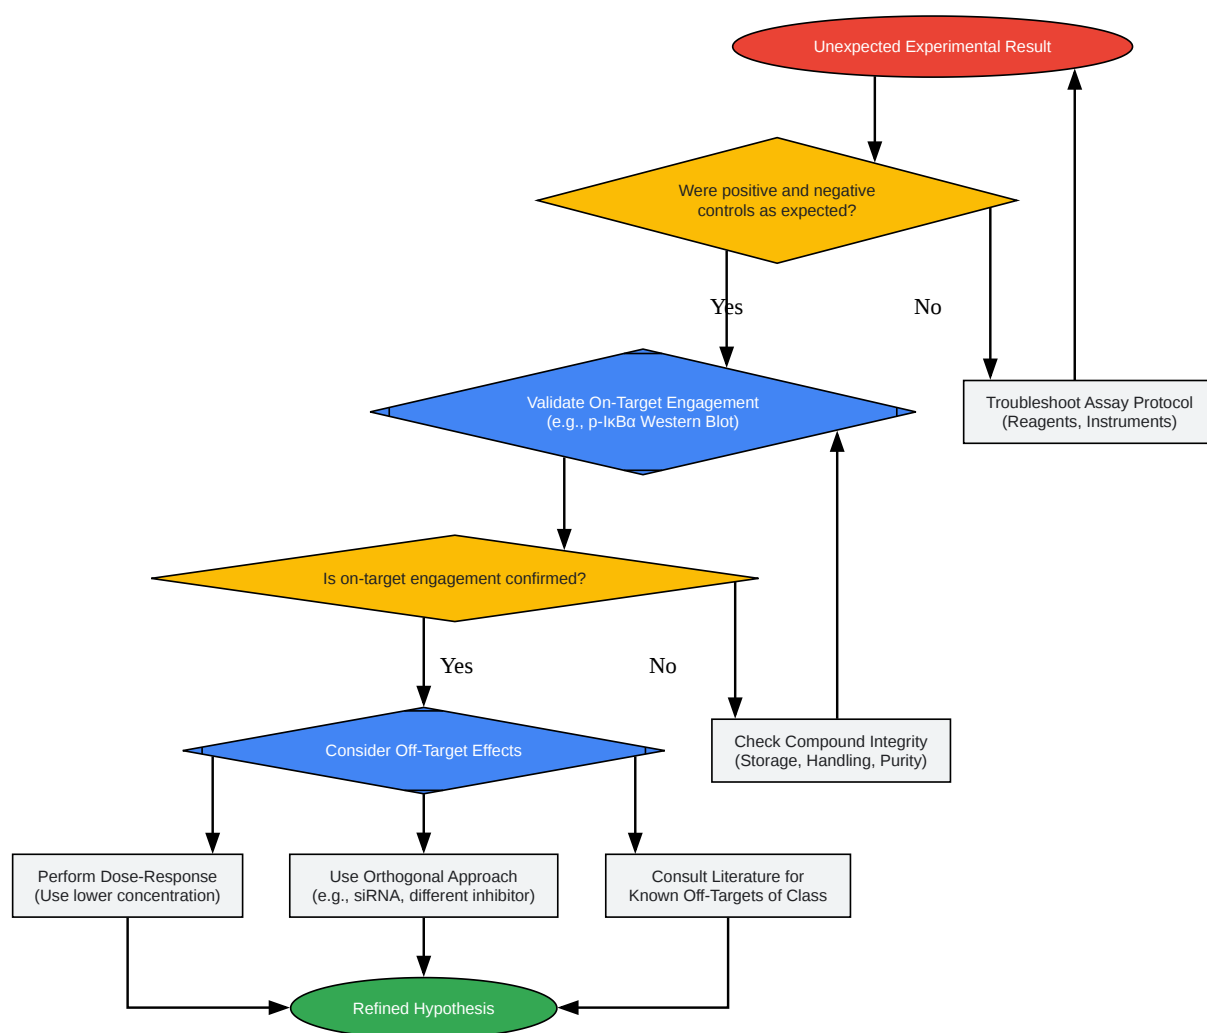 Unexpected Experimental Result
Were positive and negative
controls as expected?
Yes
No
Validate On-Target Engagement
(e.g., p-IκBα Western Blot)
Troubleshoot Assay Protocol
(Reagents, Instruments)
Is on-target engagement confirmed?
Yes
No
Consider Off-Target Effects
Check Compound Integrity
(Storage, Handling, Purity)
Perform Dose-Response
(Use lower concentration)
Use Orthogonal Approach
(e.g., siRNA, different inhibitor)
Consult Literature for
Known Off-Targets of Class
Refined Hypothesis